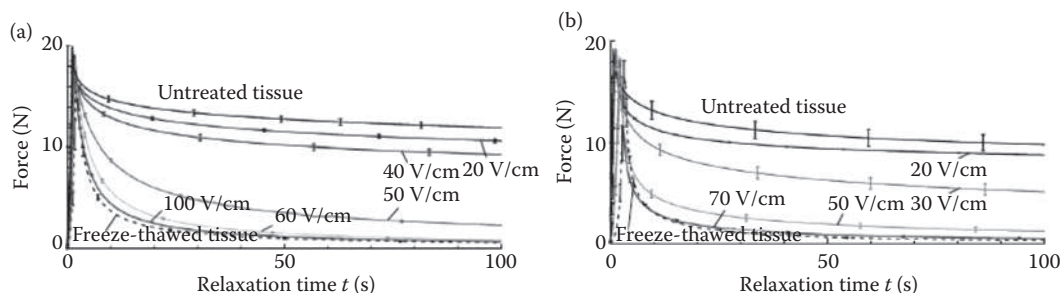 (a)
20
10
0
Force (N)
Untreated tissue
40 V/cm
20 V/cm
50 V/cm
100 V/cm
60 V/cm
Freeze-thawed tissue
0
50
100
Relaxation time t (s)
(b)
20
10
0
Force (N)
Untreated tissue
20 V/cm
70 V/cm
50 V/cm
30 V/cm
Freeze-thawed tissue
0
50
100
Relaxation time t (s)